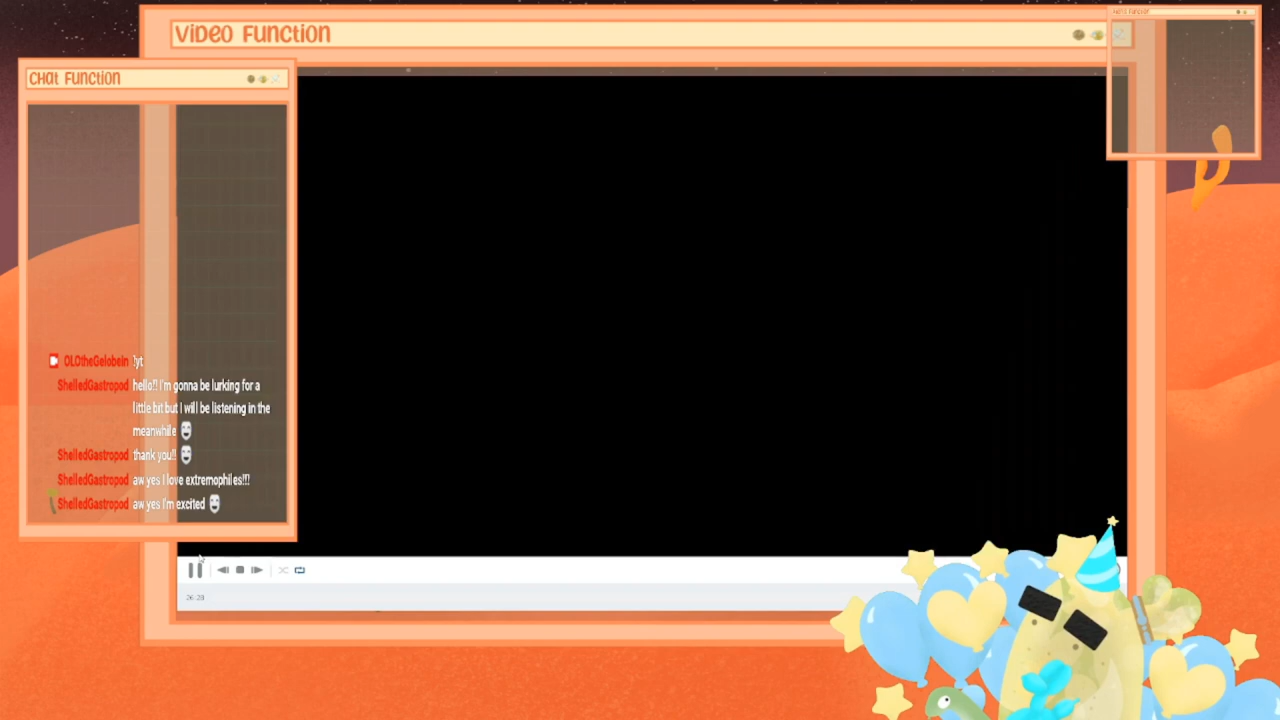 Video Function
Chat Function
OLOtheGelobein !yt
ShelledGastropod hello!! I'm gonna be lurking for a
little bit but I will be listening in the
meanwhile
ShelledGastropod thank you!!
ShelledGastropod aw yes I love extremophiles!!!
ShelledGastropod aw yes I'm excited